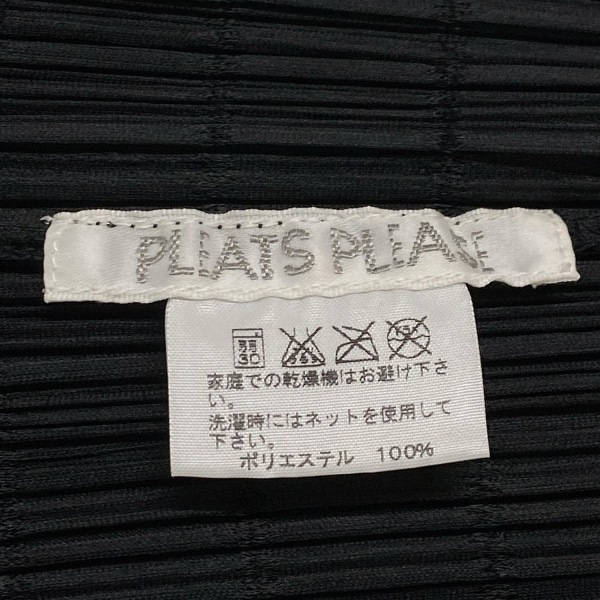 PLEATS PLEASE
弱
30
家庭での乾燥機はお避け下さ
い。
洗濯時にはネットを使用して
下さい。
ポリエステル 100%